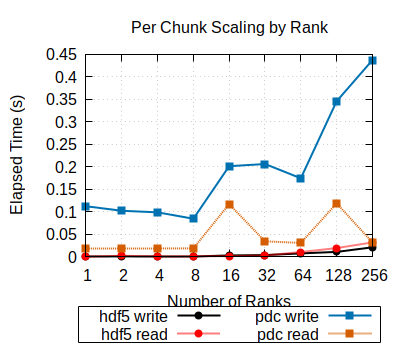 Per Chunk Scaling by Rank
Elapsed Time (s)
0.45
0.4
0.35
0.3
0.25
0.2
0.15
0.1
0.05
0
1 2 4 8 16 32 64 128 256
Number of Ranks
hdf5 write pdc write
hdf5 read pdc read